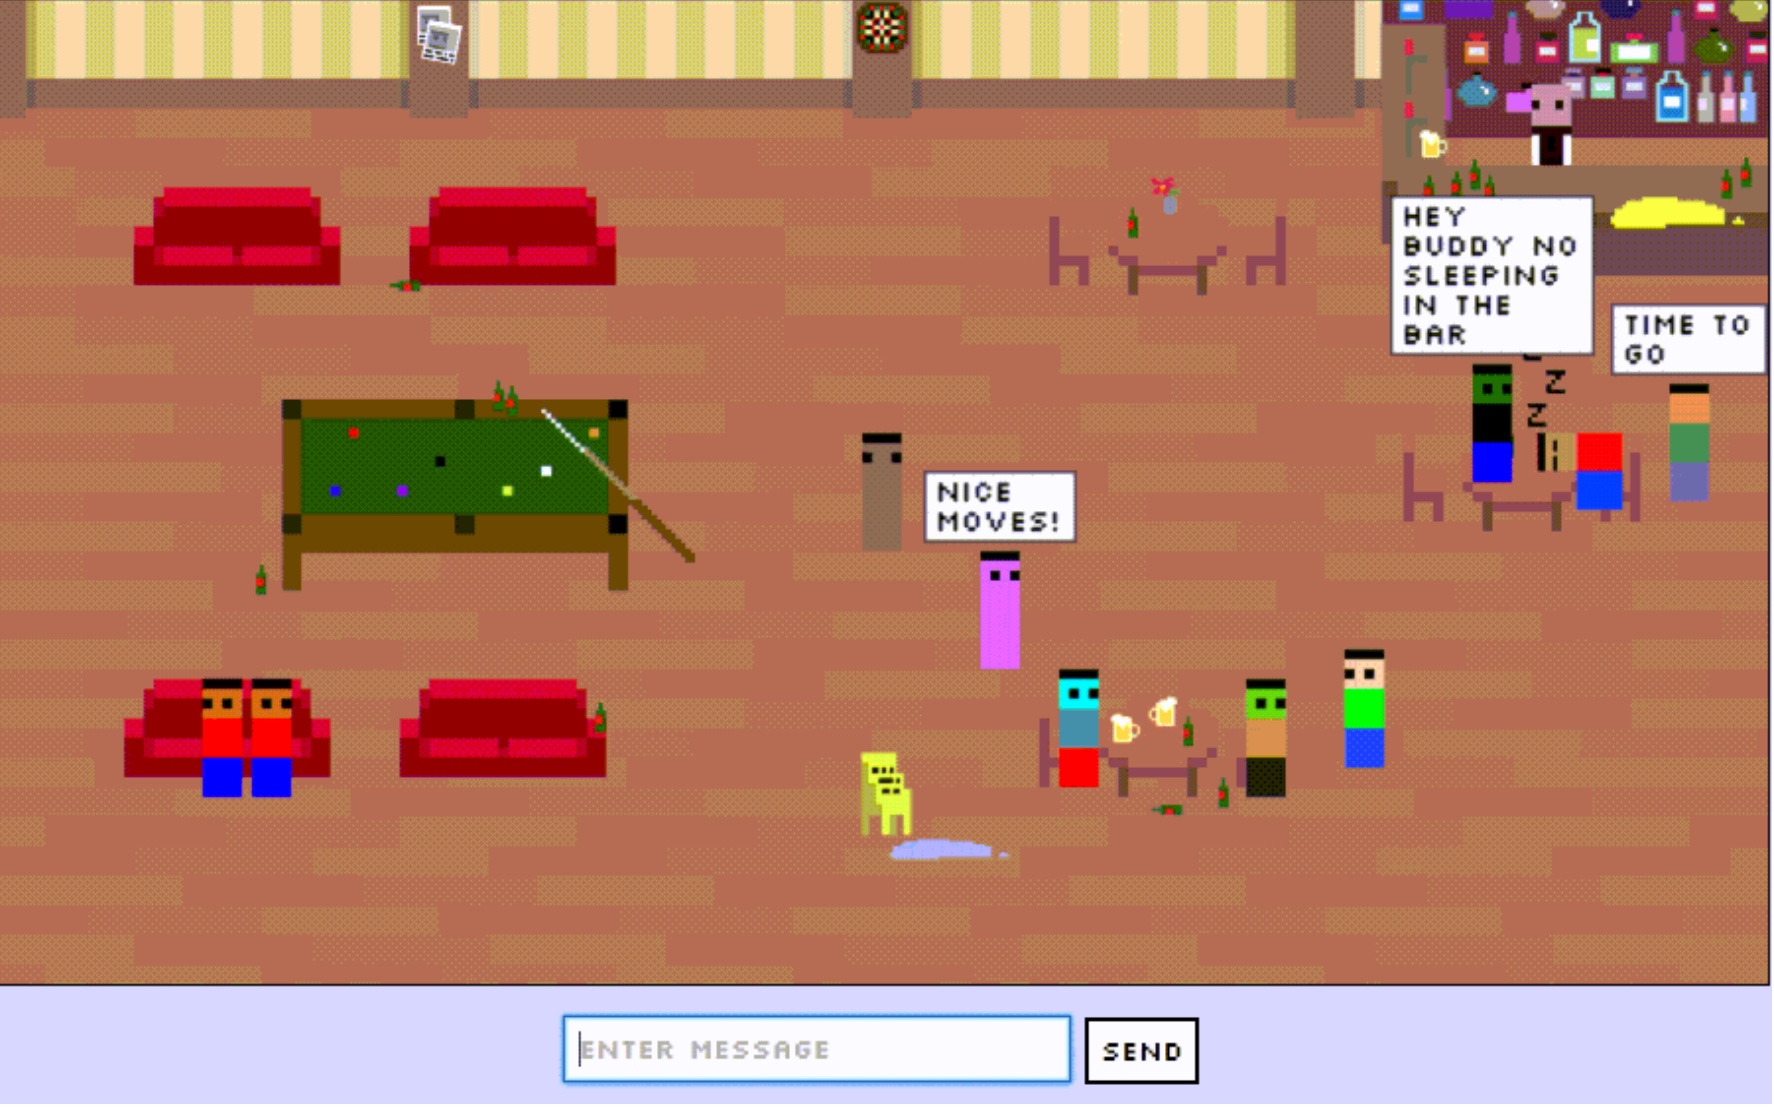 HEY
BUDDY NO
SLEEPING
IN THE
BAR
TIME TO
GO
Z
Z
NICE
MOVES!
ENTER MESSAGE
SEND